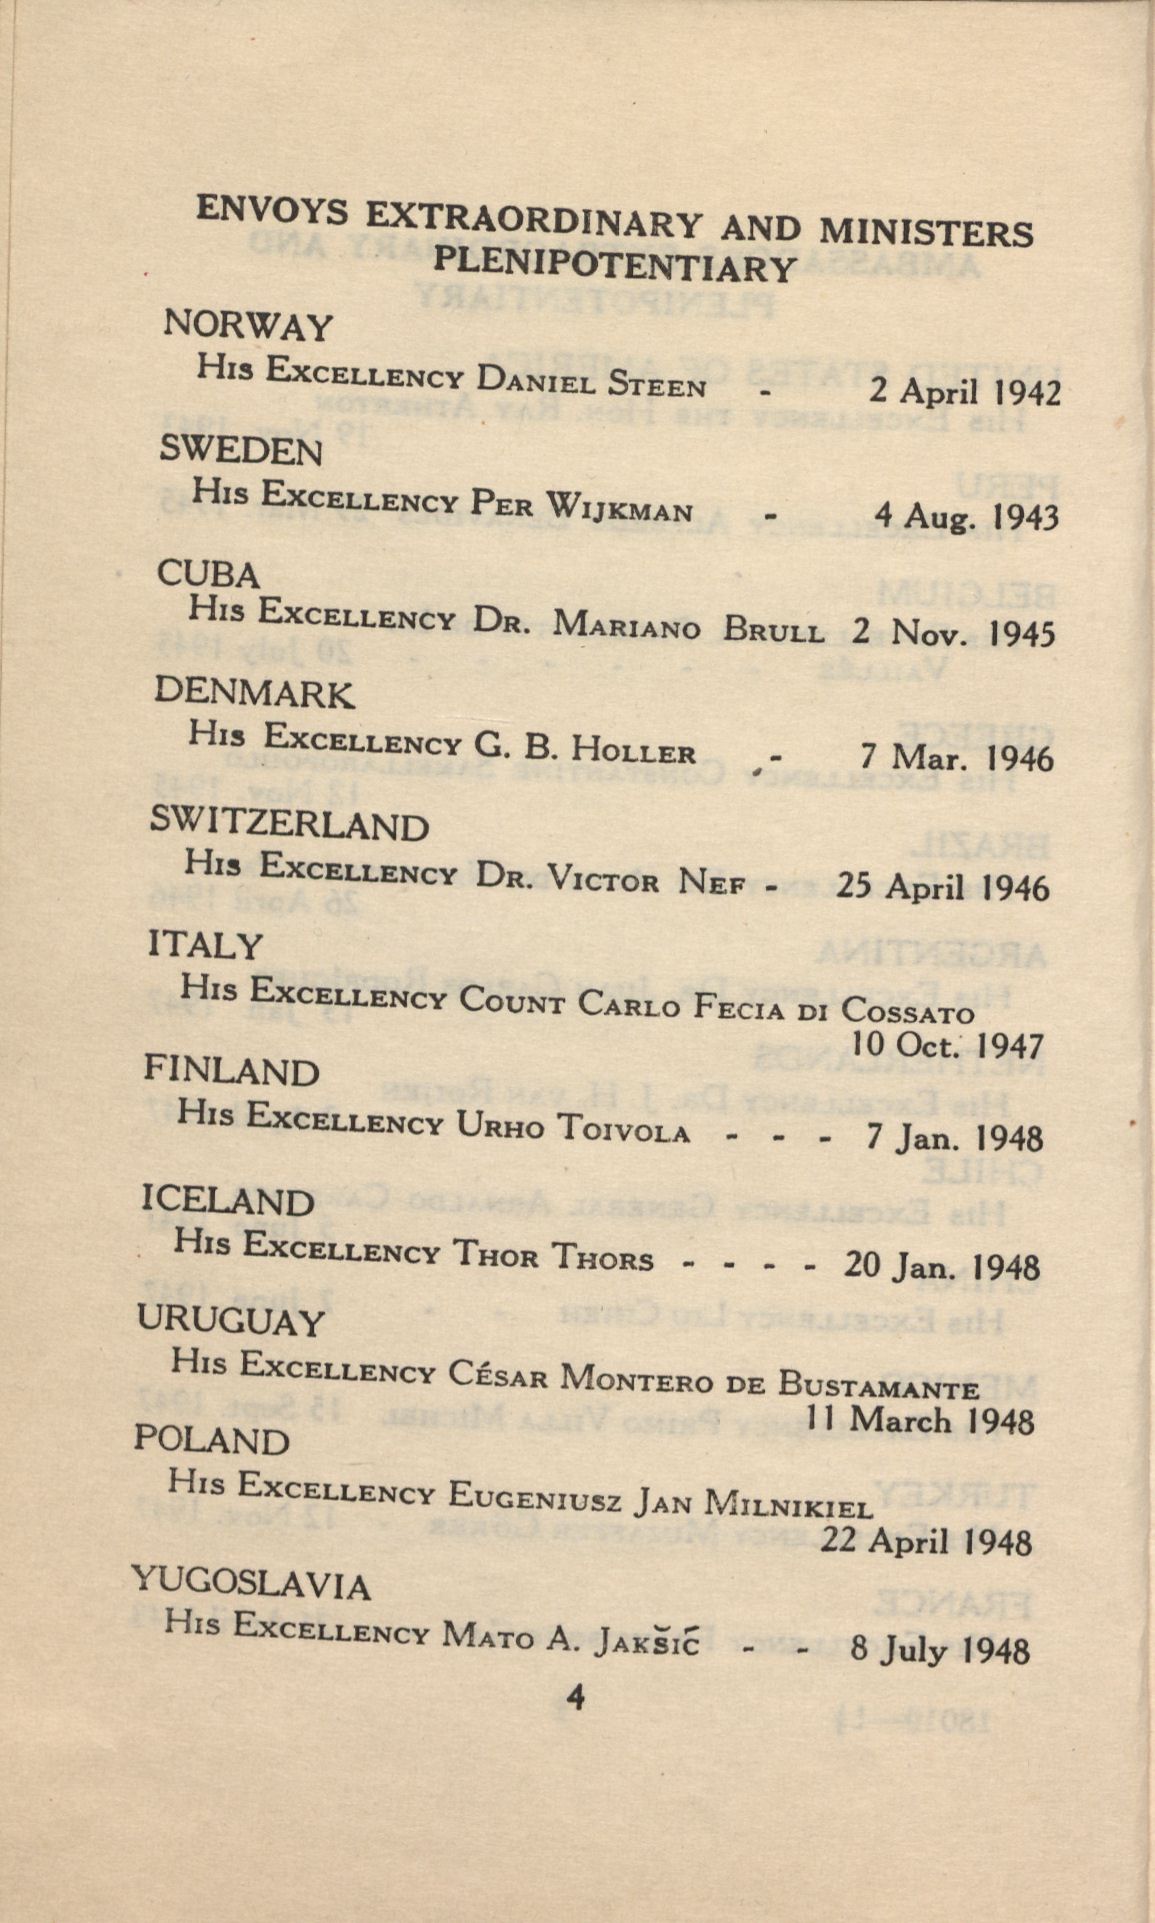 ENVOYS EXTRAORDINARY AND MINISTERS
PLENIPOTENTIARY
NORWAY
His Excellency Daniel Steen - 2 April 1942
SWEDEN
His Excellency Per Wijkman - 4 Aug. 1943
CUBA
His Excellency Dr. Mariano Brull 2 Nov. 1945
DENMARK
His Excellency G. B. Holler - 7 Mar. 1946
SWITZERLAND
His Excellency Dr. Victor Nef - 25 April 1946
ITALY
His Excellency Count Carlo Fecia di Cossato
10 Oct. 1947
FINLAND
His Excellency Urho Toivola - - - 7 Jan. 1948
ICELAND
His Excellency Thor Thors - - - - 20 Jan. 1948
URUGUAY
His Excellency César Montero de Bustamante
11 March 1948
POLAND
His Excellency Eugeniusz Jan Milnikiel
22 April 1948
YUGOSLAVIA
His Excellency Mato A. Jakšić - - 8 July 1948
4